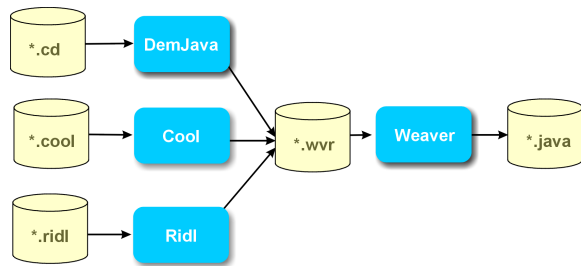 *.cd
DemJava
*.cool
Cool
*.wvr
Weaver
*.java
*.ridl
Ridl